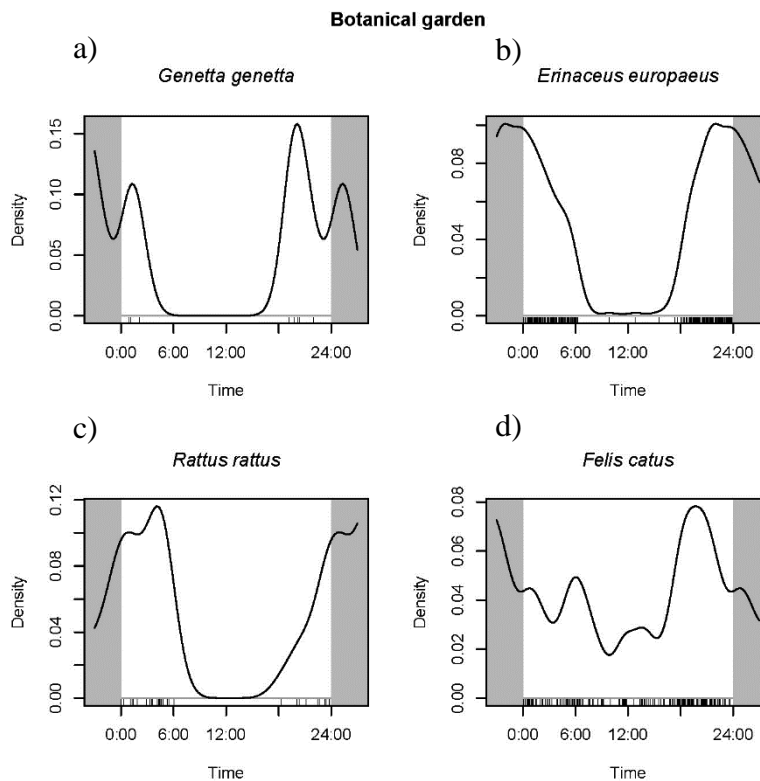 Botanical garden
a)
Genetta genetta
Density
0.00
0.05
0.10
0.15
0:00 6:00 12:00 24:00
Time
b)
Erinaceus europaeus
Density
0.00
0.04
0.08
0:00 6:00 12:00 24:00
Time
c)
Rattus rattus
Density
0.00
0.04
0.08
0.12
0:00 6:00 12:00 24:00
Time
d)
Felis catus
Density
0.00
0.02
0.04
0.06
0.08
0:00 6:00 12:00 24:00
Time